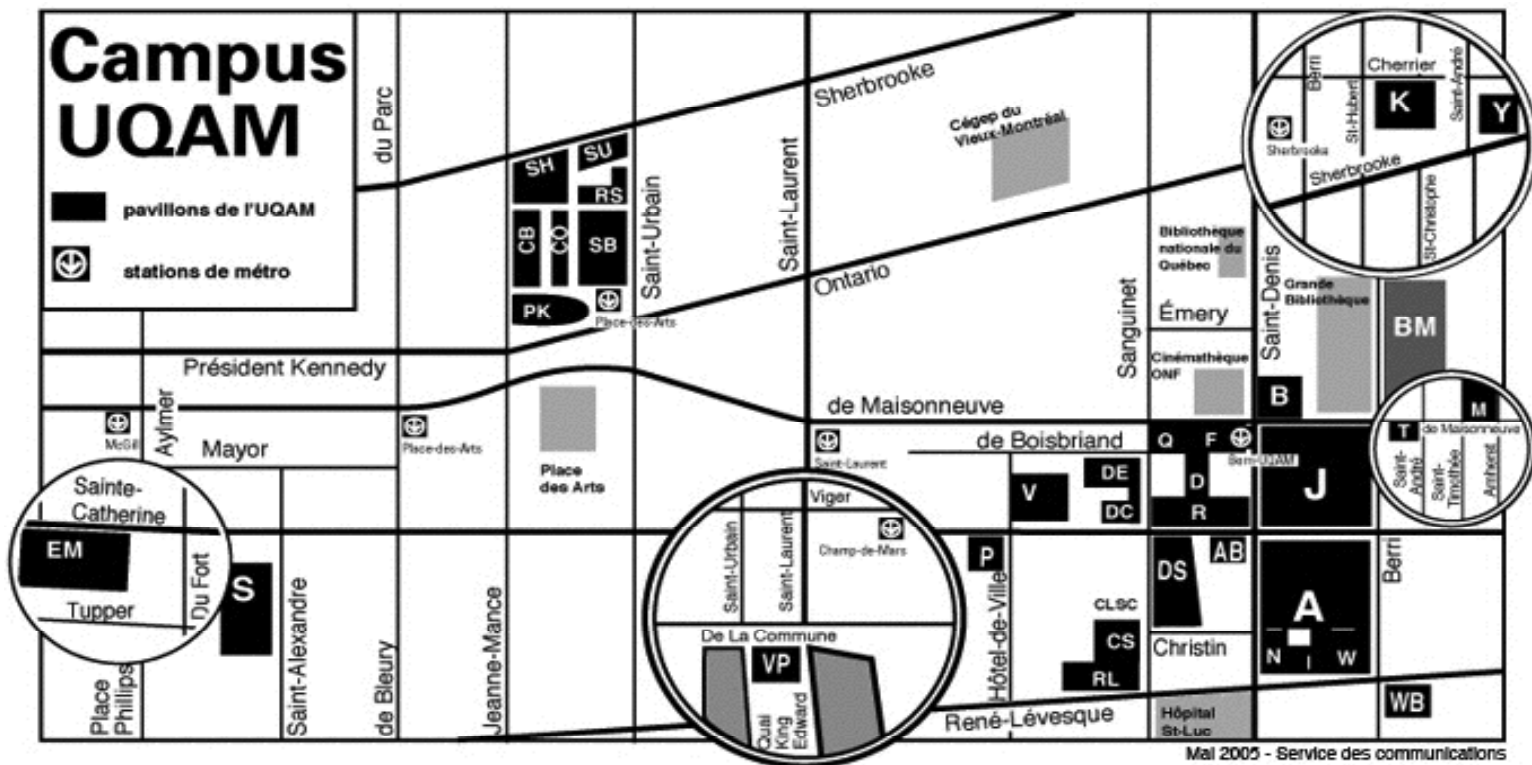 Campus
UQAM
pavillons de l'UQAM
stations de métro
du Parc
SH
SU
RS
CB
CO
SB
PK
Place-des-Arts
Saint-Urbain
Saint-Laurent
Sherbrooke
Ontario
Cégep du
Vieux-Montréal
Sanguinet
Bibliothèque
nationale du
Québec
Émery
Cinémathèque
ONF
Saint-Denis
Grande
Bibliothèque
BM
B
Berri
Cherrier
St-Hubert
K
Saint-André
Y
Sherbrooke
Sherbrooke
St-Christophe
Président Kennedy
McGill
Aylmer
Mayor
Place-des-Arts
Place
des Arts
de Maisonneuve
Saint-Laurent
de Boisbriand
V
DE
DC
Q
F
Berri-UQAM
D
R
J
M
T
de Maisonneuve
Saint-
André
Saint-
Timothée
Amherst
Sainte-
Catherine
EM
Tupper
Du Fort
S
Place
Phillips
Saint-Alexandre
de Bleury
Jeanne-Mance
Viger
Saint-Urbain
Saint-Laurent
Champ-de-Mars
De La Commune
VP
Quai
King
Edward
P
Hôtel-de-Ville
CLSC
CS
RL
DS
AB
Christin
A
N
I
W
Berri
WB
René-Lévesque
Hôpital
St-Luc
Mai 2005 - Service des communications